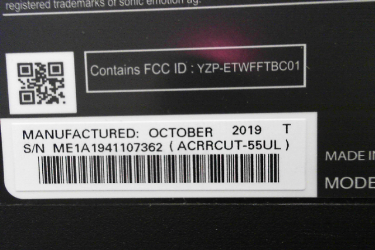 registered trademarks of sonic emotion ag.
Contains FCC ID : YZP-ETWFFTBC01
MANUFACTURED: OCTOBER 2019 T
S/N ME1A1941107362 ( ACRRCUT-55UL )
MADE IN
MODE